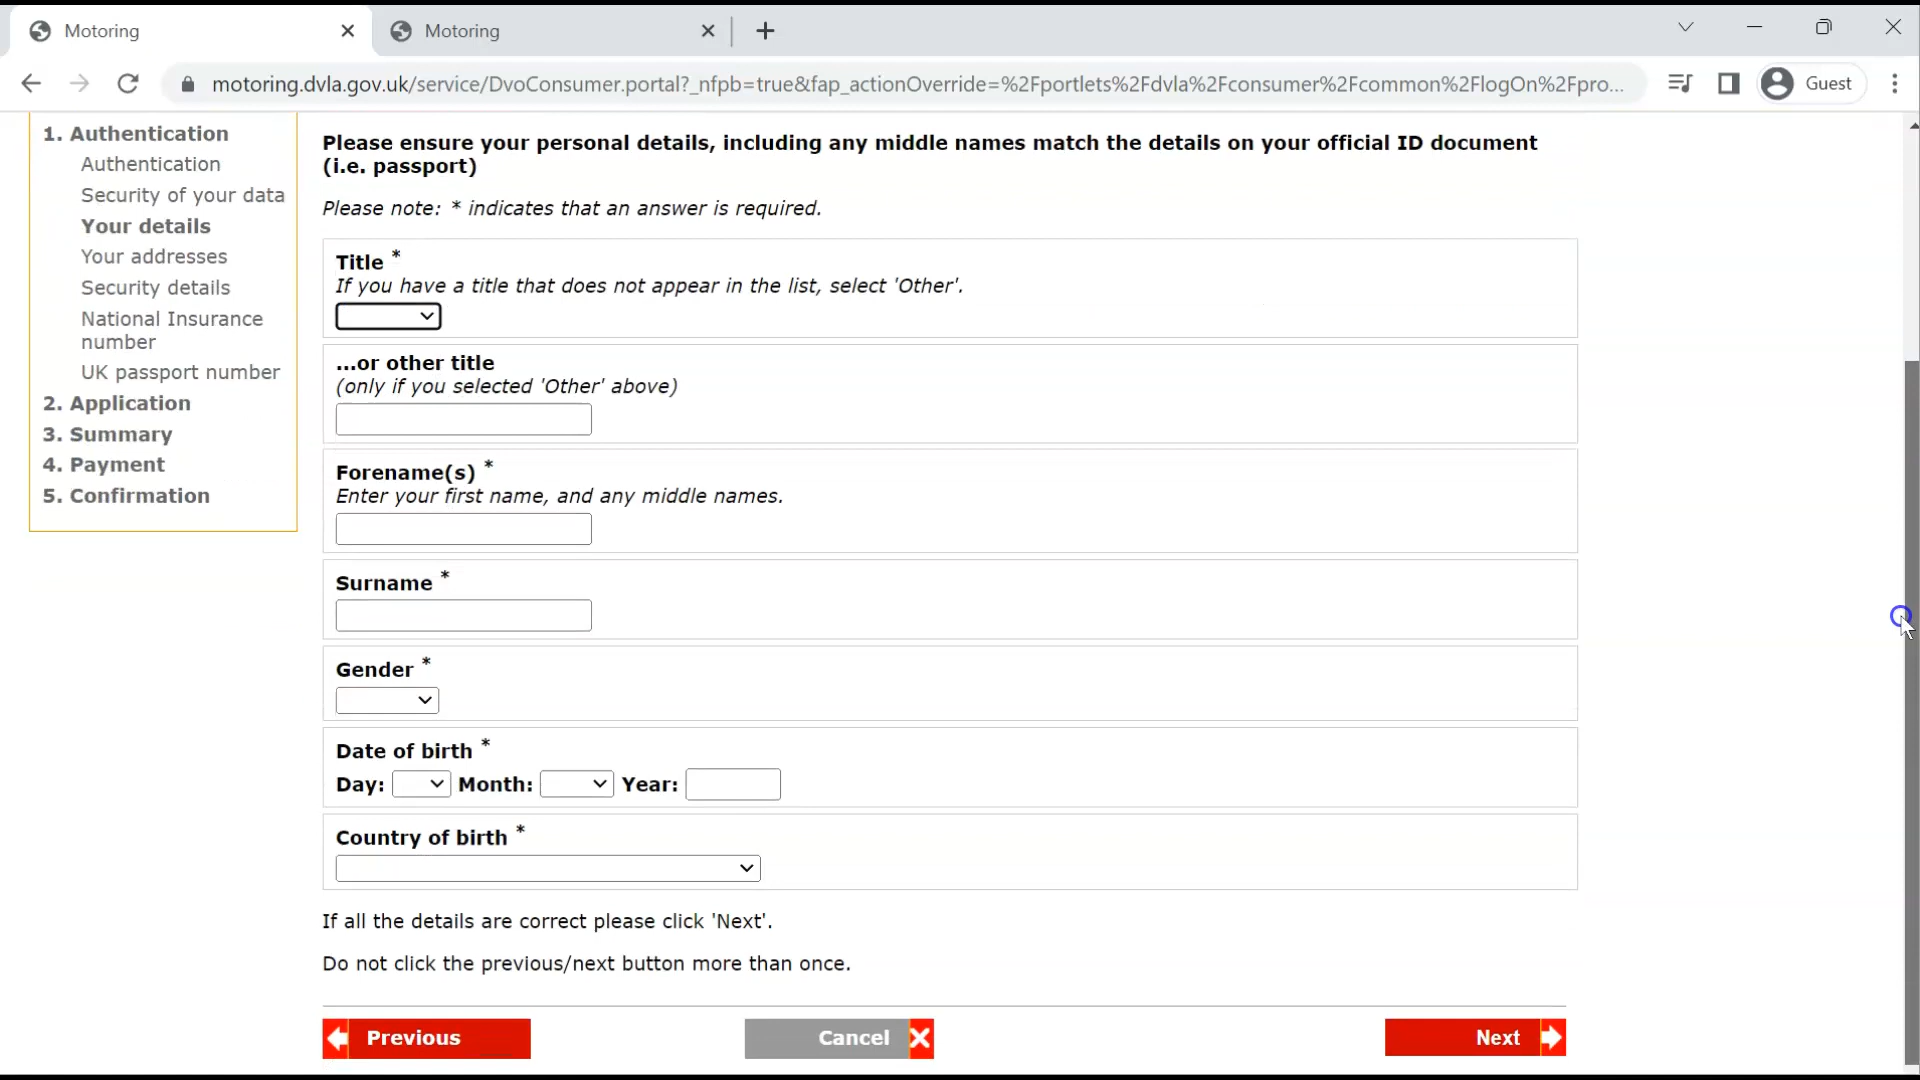 Motoring
Motoring
motoring.dvla.gov.uk/service/DvoConsumer.portal?_nfpb=true&fap_actionOverride=%2Fportlets%2Fdvla%2Fconsumer%2Fcommon%2FlogOn%2Fpro...
Guest
1. Authentication
Authentication
Security of your data
Your details
Your addresses
Security details
National Insurance
number
UK passport number
2. Application
3. Summary
4. Payment
5. Confirmation
Please ensure your personal details, including any middle names match the details on your official ID document
(i.e. passport)
Please note: * indicates that an answer is required.
Title *
If you have a title that does not appear in the list, select 'Other'.
...or other title
(only if you selected 'Other' above)
Forename(s) *
Enter your first name, and any middle names.
Surname *
Gender *
Date of birth *
Day: Month: Year:
Country of birth *
If all the details are correct please click 'Next'.
Do not click the previous/next button more than once.
Previous
Cancel
Next